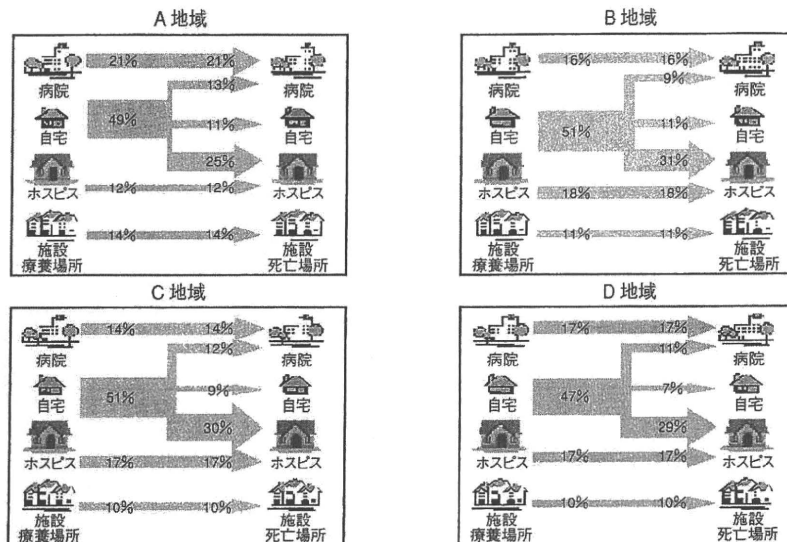 A 地域
21% 21%
病院 病院
13%
49% 11%
自宅 自宅
25%
ホスピス 12% 12% ホスピス
14% 14%
施設 施設
療養場所 死亡場所
B 地域
16% 16%
病院 9% 病院
51% 11%
自宅 自宅
31%
ホスピス 18% 18% ホスピス
11% 11%
施設 施設
療養場所 死亡場所
C 地域
14% 14%
病院 12% 病院
51% 9%
自宅 自宅
30%
ホスピス 17% 17% ホスピス
10% 10%
施設 施設
療養場所 死亡場所
D 地域
17% 17%
病院 11% 病院
47% 7%
自宅 自宅
29%
ホスピス 17% 17% ホスピス
10% 10%
施設 施設
療養場所 死亡場所